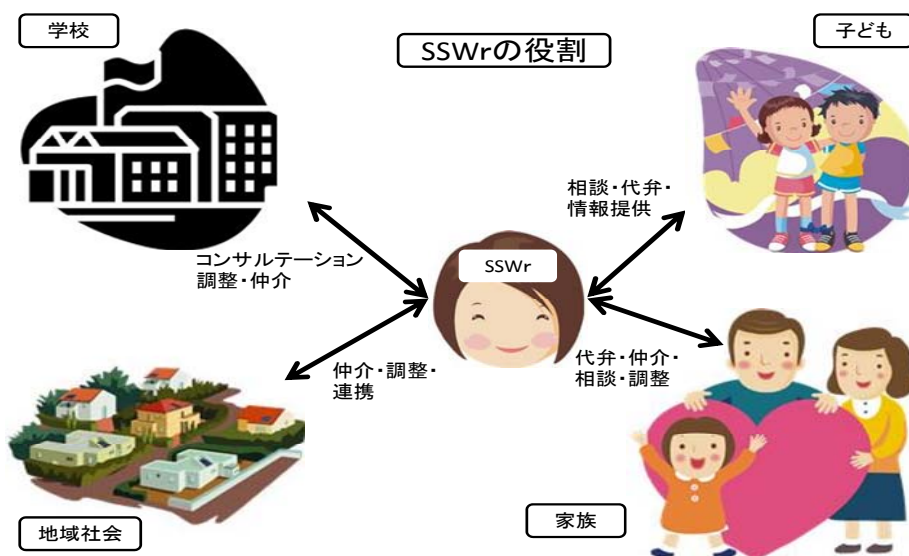 学校
SSWrの役割
子ども
相談・代弁・
情報提供
コンサルテーション
調整・仲介
SSWr
仲介・調整・
連携
代弁・仲介・
相談・調整
地域社会
家族